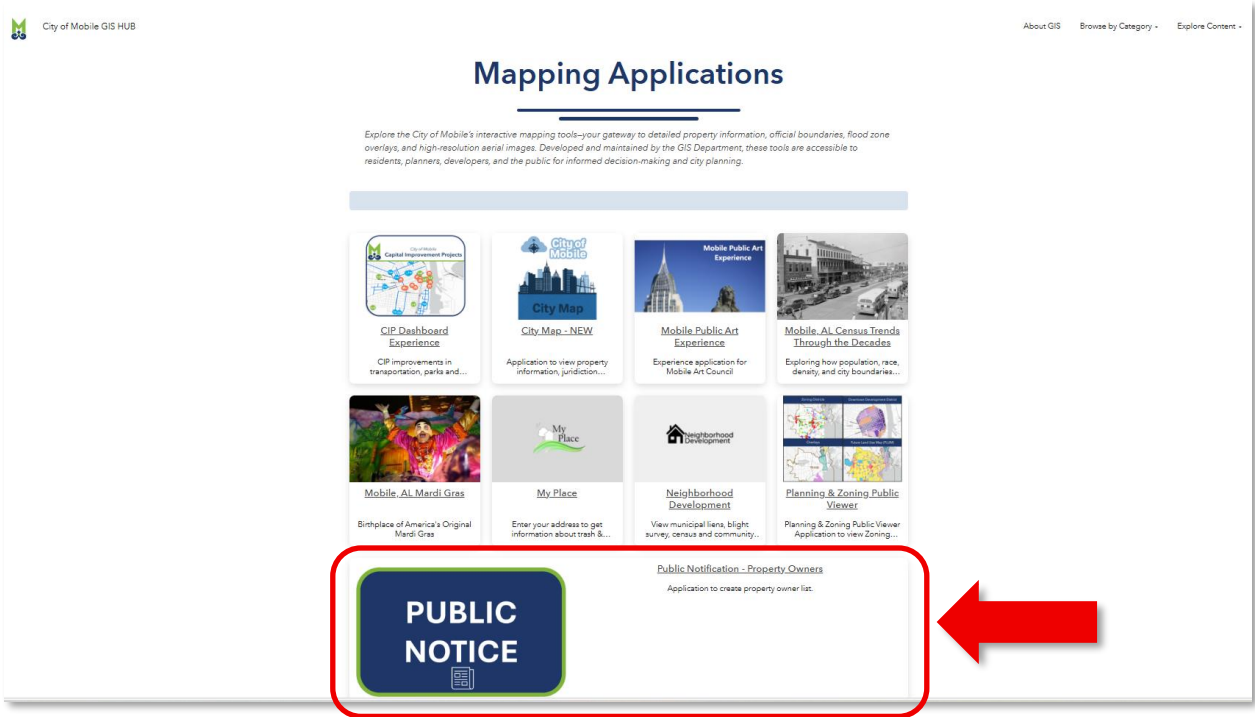 City of Mobile GIS HUB
About GIS
Browse by Category
Explore Content
Mapping Applications
Explore the City of Mobile's interactive mapping tools—your gateway to detailed property information, official boundaries, flood zone
overlays, and high-resolution aerial images. Developed and maintained by the GIS Department, these tools are accessible to
residents, planners, developers, and the public for informed decision-making and city planning.
City of Mobile
Capital Improvement Projects
CIP Dashboard
Experience
CIP improvements in
transportation, parks and...
City of
Mobile
City Map
City Map - NEW
Application to view property
information, juridiction...
Mobile Public Art
Experience
Mobile Public Art
Experience
Experience application for
Mobile Art Council
Mobile, AL Census Trends
Through the Decades
Exploring how population, race,
density, and city boundaries...
Mobile, AL Mardi Gras
Birthplace of America's Original
Mardi Gras
My
Place
My Place
Enter your address to get
information about trash &...
Neighborhood
Development
Neighborhood
Development
View municipal liens, blight
survey, census and community...
Planning & Zoning Public
Viewer
Planning & Zoning Public Viewer
Application to view Zoning...
PUBLIC
NOTICE
Public Notification - Property Owners
Application to create property owner list.